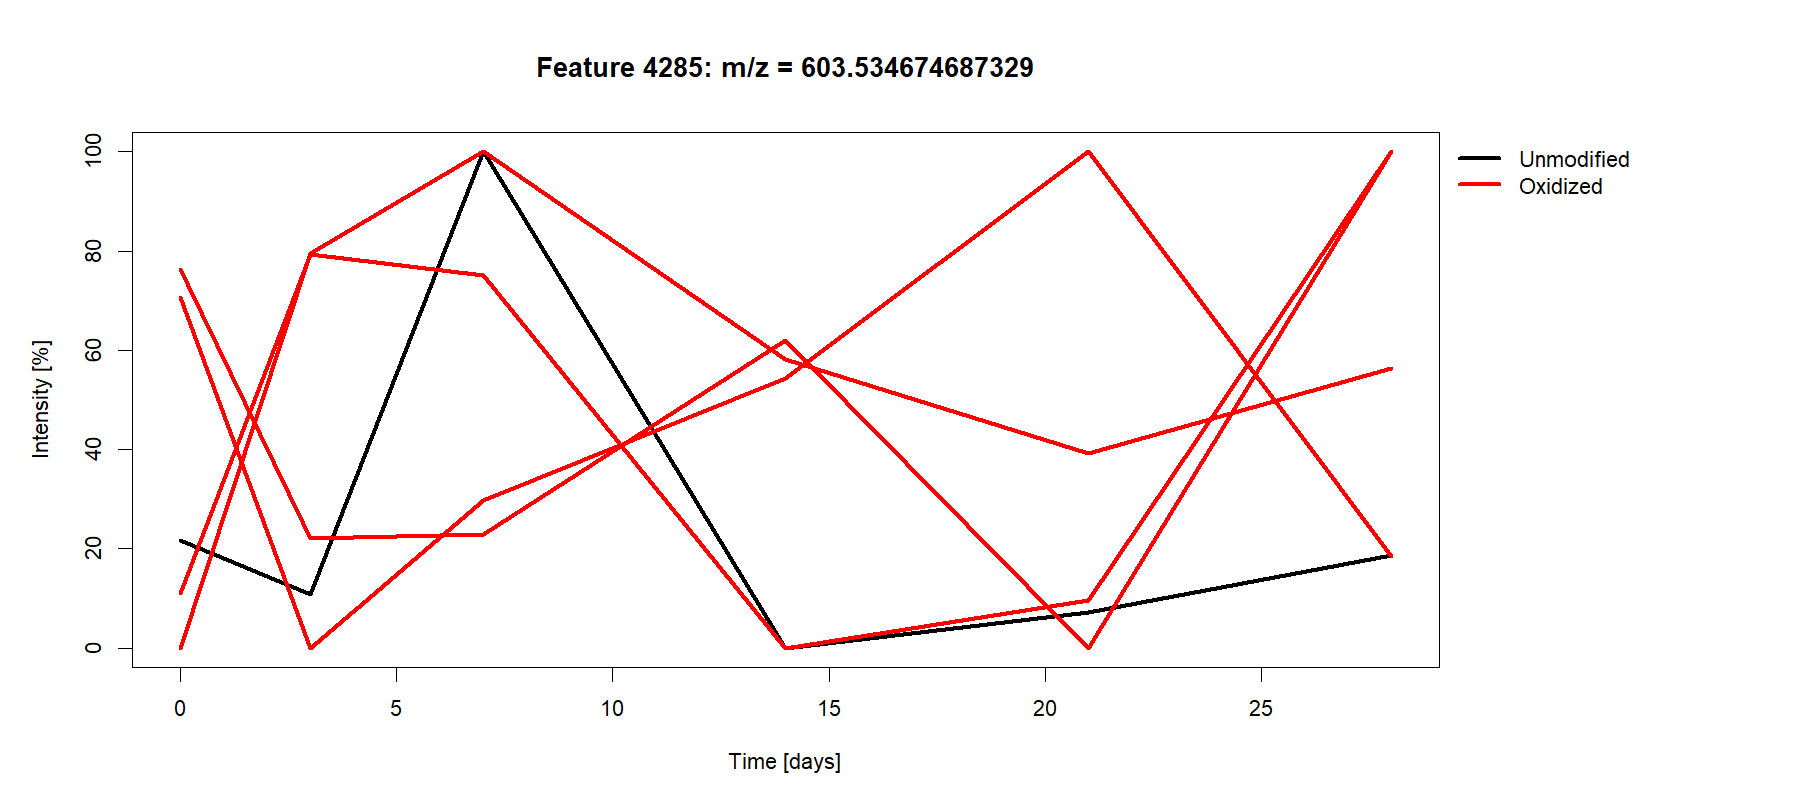 Feature 4285: m/z = 603.534674687329
Unmodified
Oxidized
Intensity [%]
100
80
60
40
20
0
0 5 10 15 20 25
Time [days]